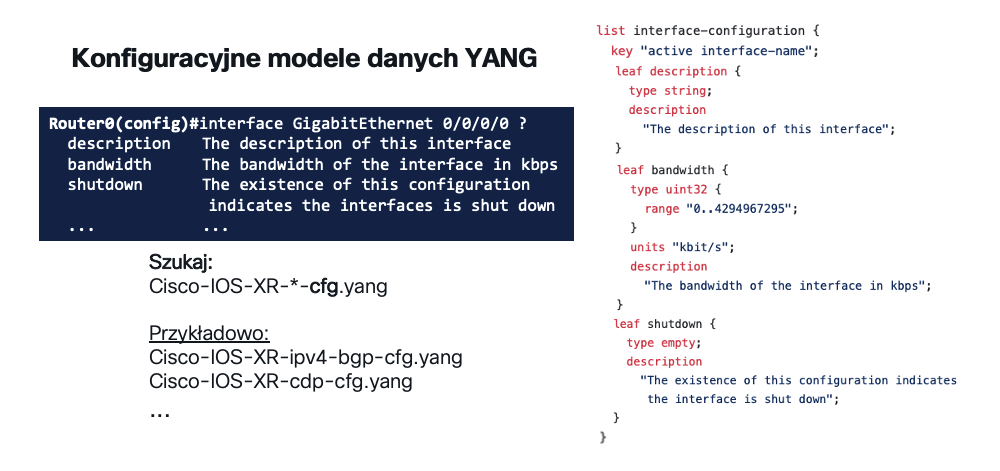 Konfiguracyjne modele danych YANG
Router0(config)#interface GigabitEthernet 0/0/0/0 ?
description The description of this interface
bandwidth The bandwidth of the interface in kbps
shutdown The existence of this configuration
indicates the interfaces is shut down
... ...
Szukaj:
Cisco-IOS-XR-*-cfg.yang
Przykładowo:
Cisco-IOS-XR-ipv4-bgp-cfg.yang
Cisco-IOS-XR-cdp-cfg.yang
...
list interface-configuration {
key "active interface-name";
leaf description {
type string;
description
"The description of this interface";
}
leaf bandwidth {
type uint32 {
range "0..4294967295";
}
units "kbit/s";
description
"The bandwidth of the interface in kbps";
}
leaf shutdown {
type empty;
description
"The existence of this configuration indicates
the interface is shut down";
}
}